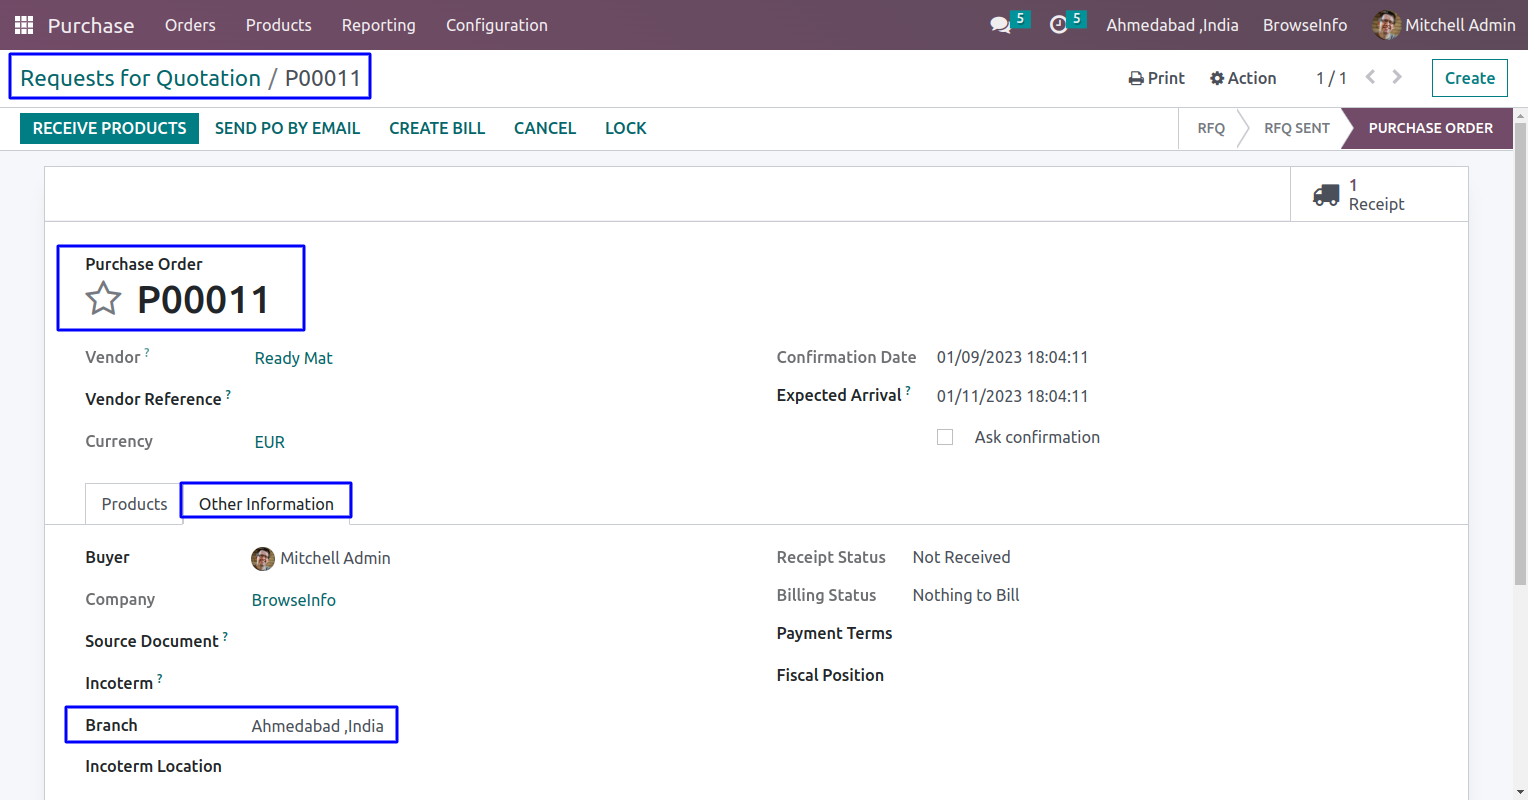 Purchase Orders Products Reporting Configuration 5 5 Ahmedabad ,India BrowseInfo Mitchell Admin
Requests for Quotation / P00011 Print Action 1 / 1 Create
RECEIVE PRODUCTS SEND PO BY EMAIL CREATE BILL CANCEL LOCK RFQ RFQ SENT PURCHASE ORDER
1
Receipt
Purchase Order
P00011
Vendor ? Ready Mat Confirmation Date 01/09/2023 18:04:11
Vendor Reference ? Expected Arrival ? 01/11/2023 18:04:11
Currency EUR Ask confirmation
Products Other Information
Buyer Mitchell Admin Receipt Status Not Received
Company BrowseInfo Billing Status Nothing to Bill
Source Document ? Payment Terms
Incoterm ? Fiscal Position
Branch Ahmedabad ,India
Incoterm Location